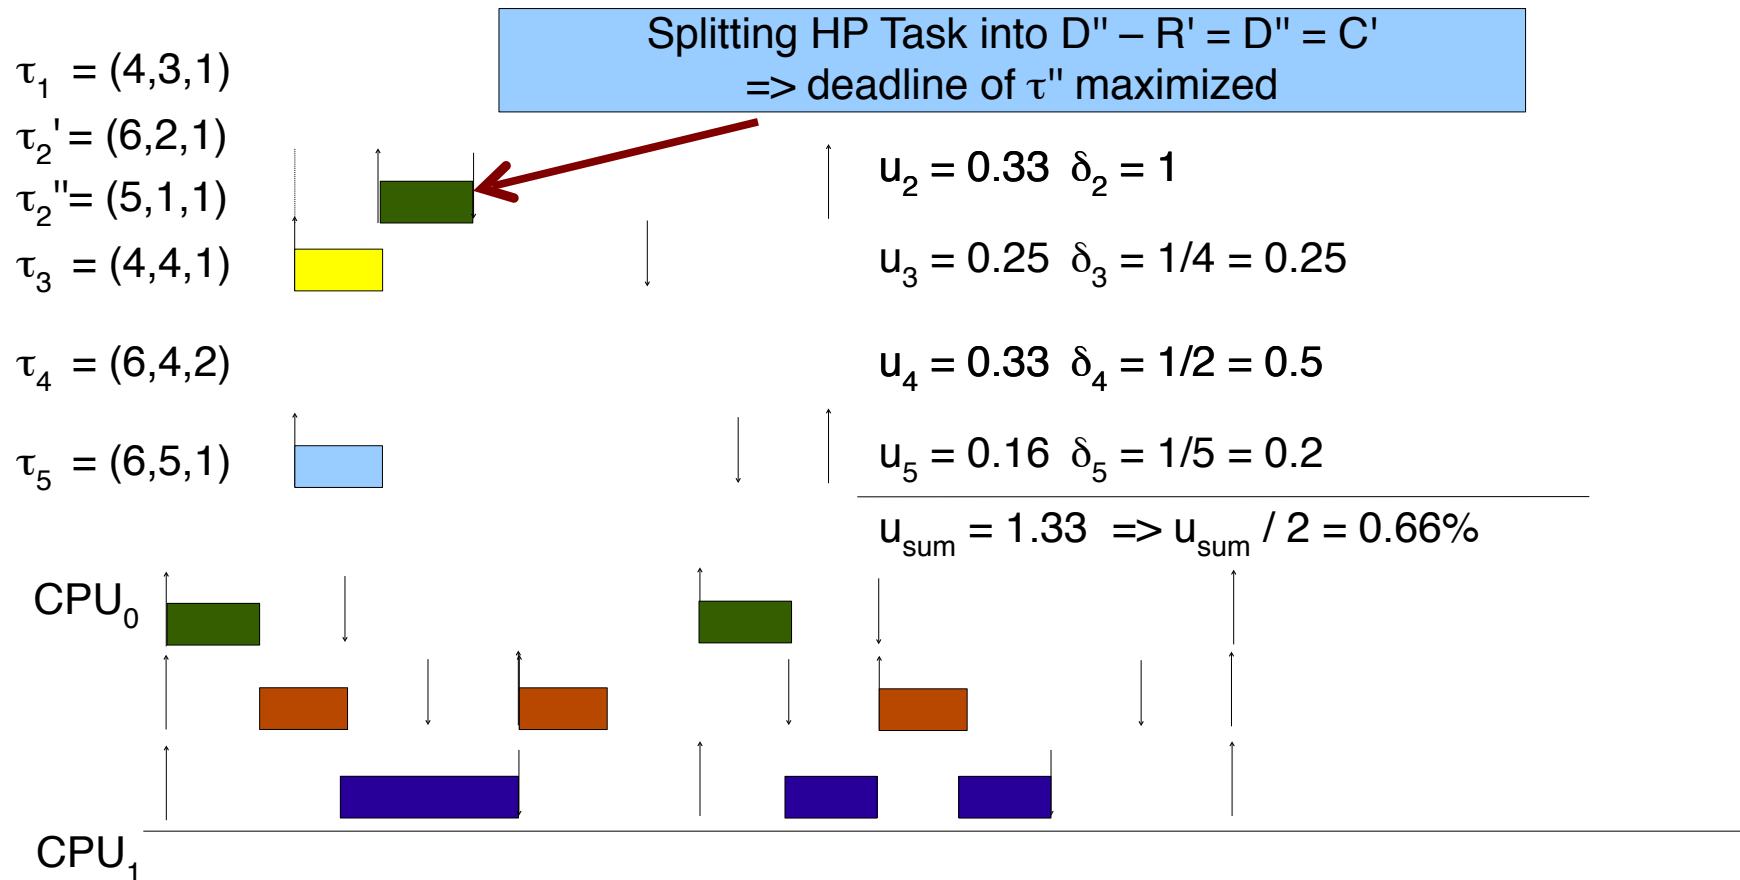 Splitting HP Task into D" – R' = D" = C'
=> deadline of τ" maximized
τ1 = (4,3,1)
τ2' = (6,2,1)
τ2" = (5,1,1)
u2 = 0.33 δ2 = 1
τ3 = (4,4,1)
u3 = 0.25 δ3 = 1/4 = 0.25
τ4 = (6,4,2)
u4 = 0.33 δ4 = 1/2 = 0.5
τ5 = (6,5,1)
u5 = 0.16 δ5 = 1/5 = 0.2
usum = 1.33 => usum / 2 = 0.66%
CPU0
CPU1